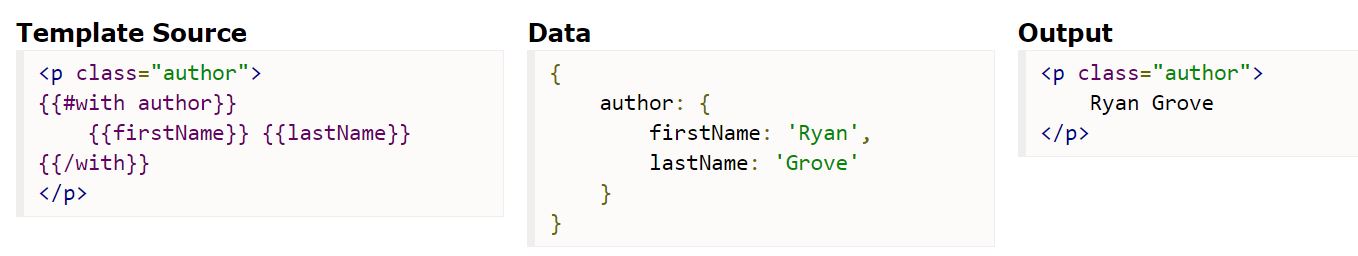 Template Source
<p class="author">
{{#with author}}
    {{firstName}} {{lastName}}
{{/with}}
</p>
Data
{
    author: {
        firstName: 'Ryan',
        lastName: 'Grove'
    }
}
Output
<p class="author">
    Ryan Grove
</p>